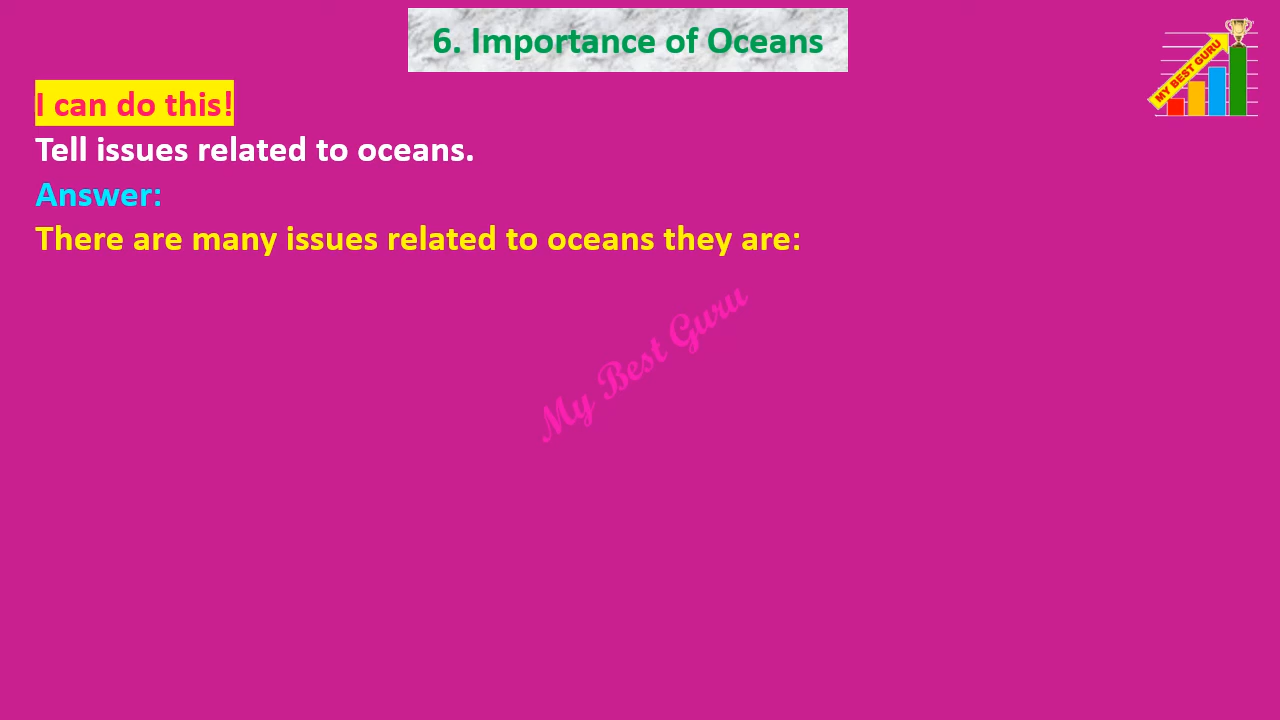 6. Importance of Oceans
MY BEST GURU
I can do this!
Tell issues related to oceans.
Answer:
There are many issues related to oceans they are:
My Best Guru